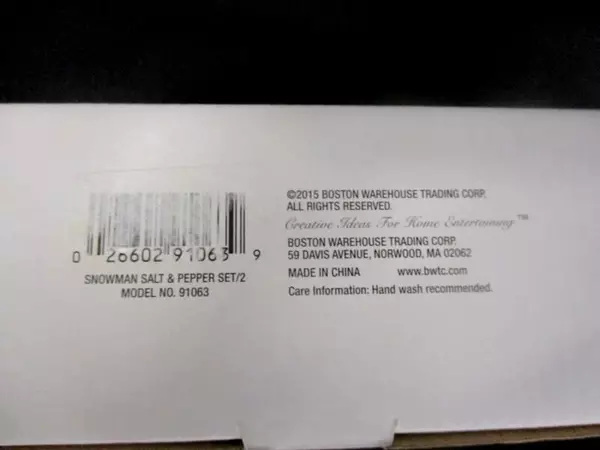 0 26602 91063 9
SNOWMAN SALT & PEPPER SET/2
MODEL NO. 91063
©2015 BOSTON WAREHOUSE TRADING CORP.
ALL RIGHTS RESERVED.
Creative Ideas For Home Entertaining ™
BOSTON WAREHOUSE TRADING CORP.
59 DAVIS AVENUE, NORWOOD, MA 02062
MADE IN CHINA www.bwtc.com
Care Information: Hand wash recommended.